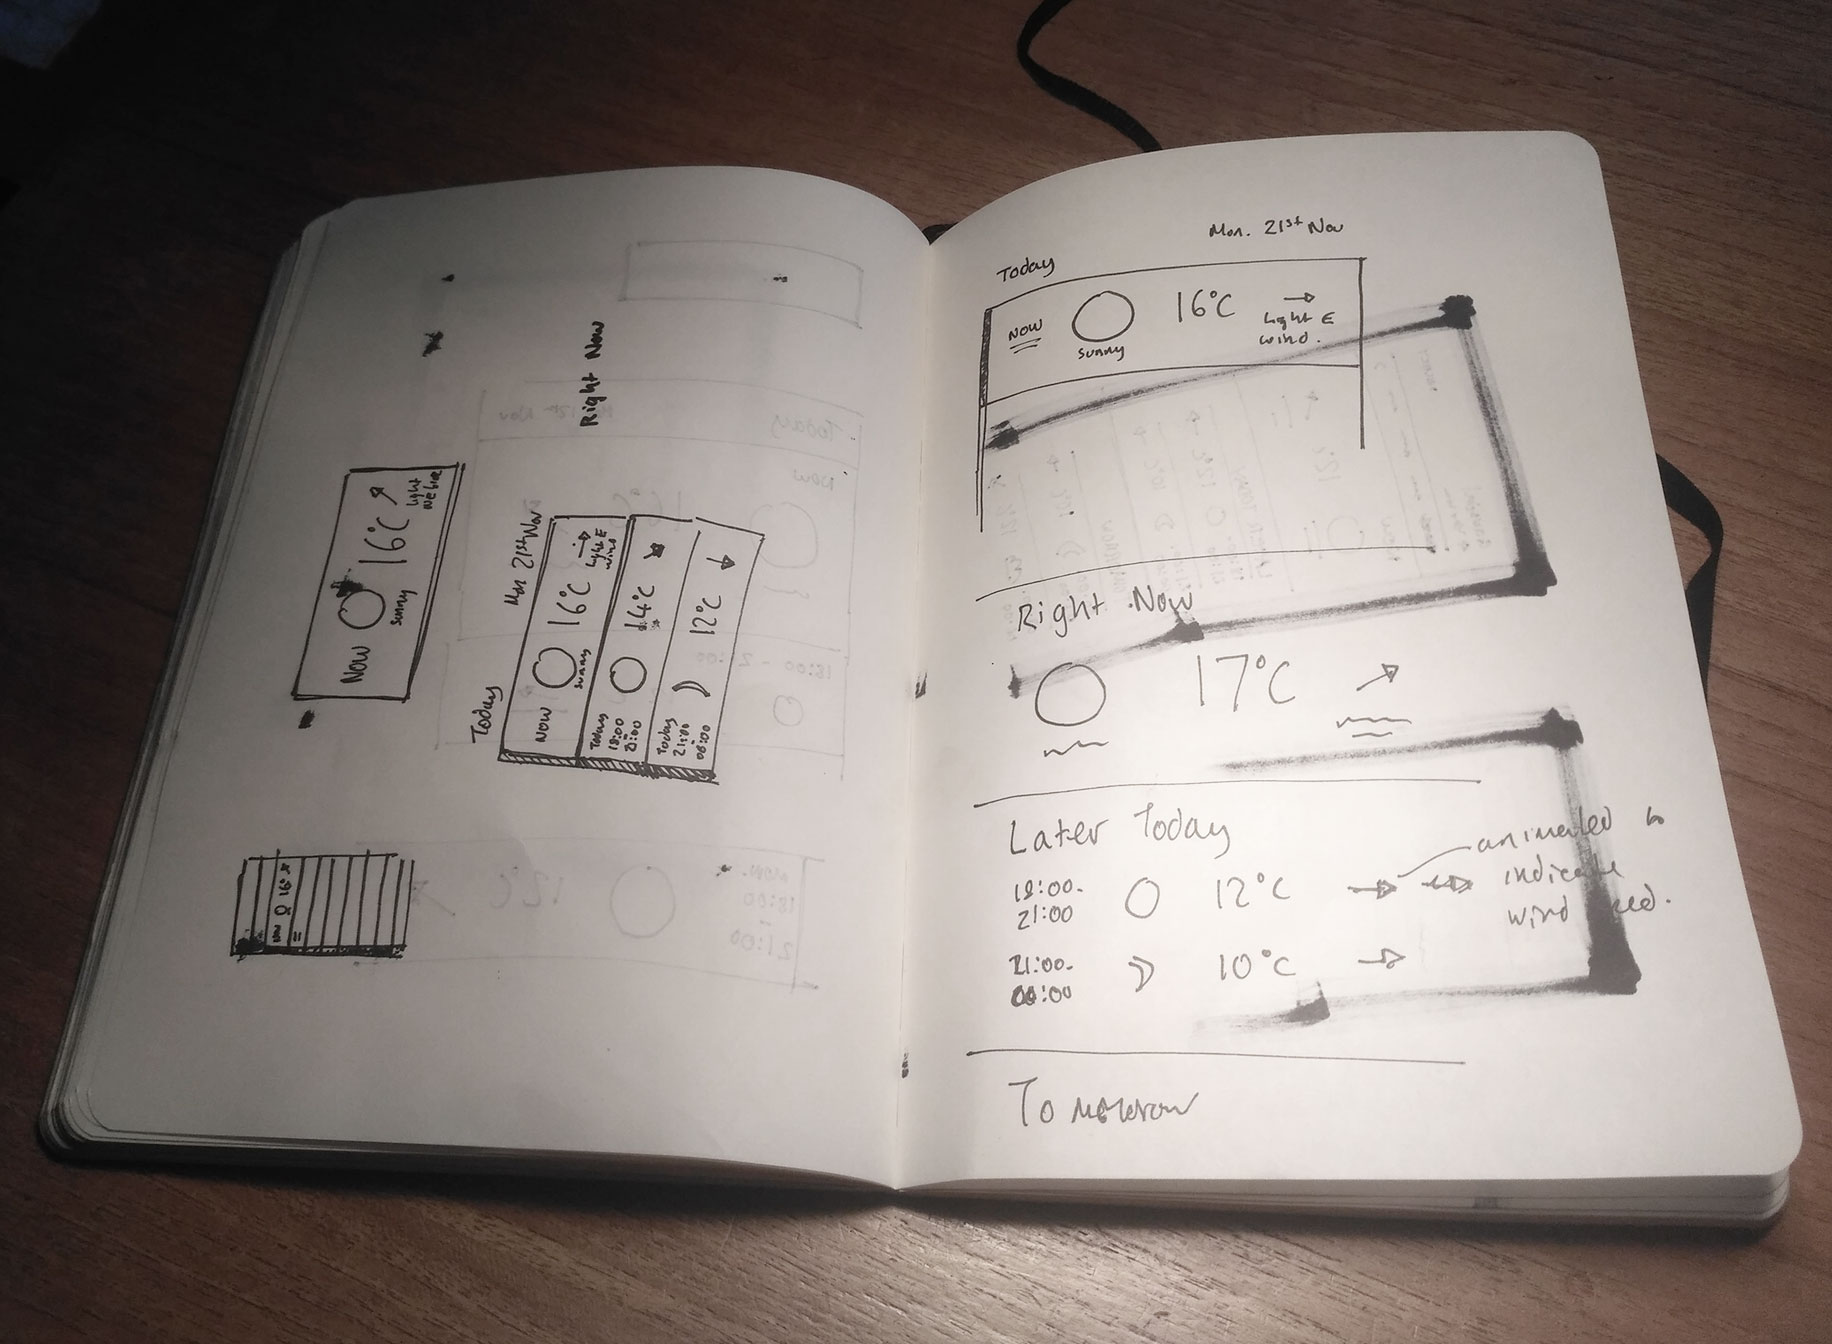 Right Now
Now
16°C
sunny
light
Today
Mon 21st Nov
NOW
16°C
sunny
light E
wind
Today
18:00
21:00
14°C
Today
21:00
00:00
12°C
NOW
16°
Mon. 21st Nov
Today
NOW
sunny
16°C
light E
wind.
Right Now
17°C
Later Today
18:00-
21:00
12°C
animated to
indicate
wind
21:00-
00:00
10°C
Tomorrow